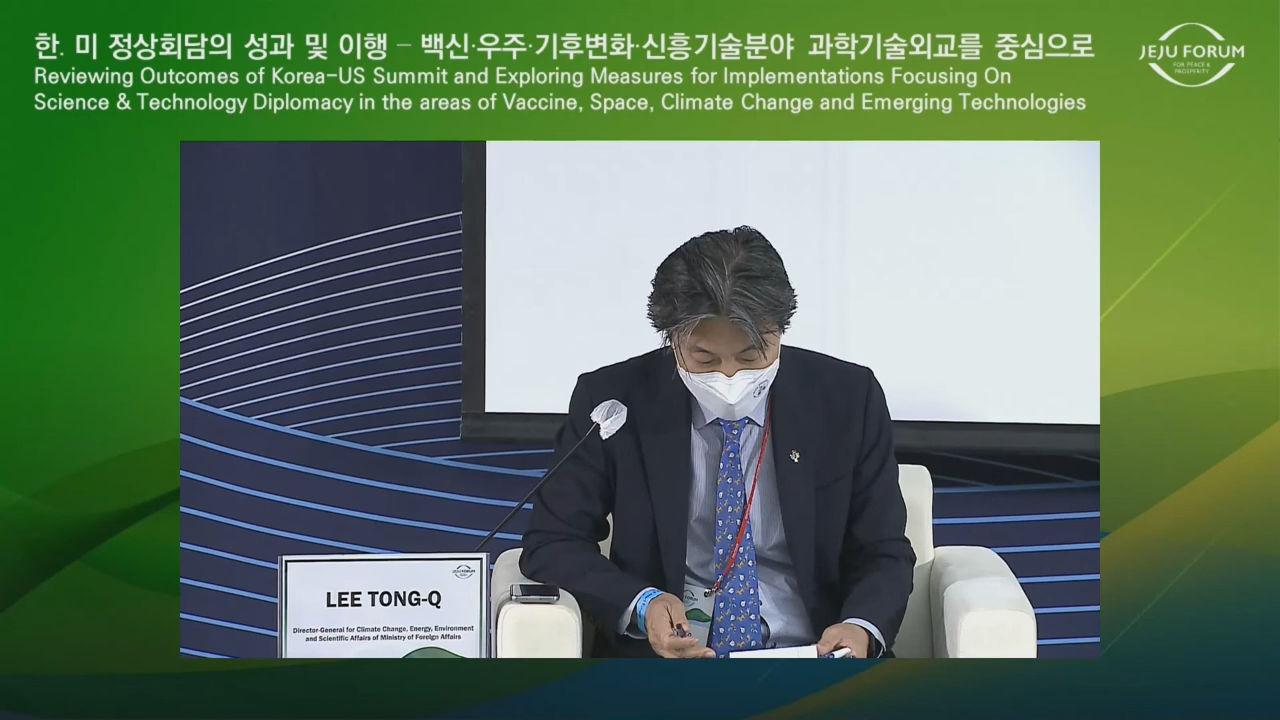 한. 미 정상회담의 성과 및 이행 – 백신·우주·기후변화·신흥기술분야 과학기술외교를 중심으로
Reviewing Outcomes of Korea-US Summit and Exploring Measures for Implementations Focusing On
Science & Technology Diplomacy in the areas of Vaccine, Space, Climate Change and Emerging Technologies
JEJU FORUM
FOR PEACE &
PROSPERITY
JEJU FORUM
LEE TONG-Q
Director-General for Climate Change, Energy, Environment
and Scientific Affairs of Ministry of Foreign Affairs